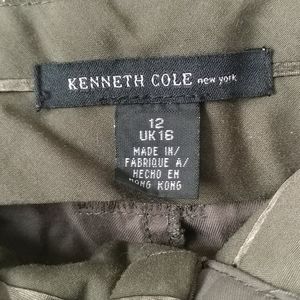 KENNETH COLE new york
12
UK16
MADE IN/
FABRIQUE A/
HECHO EN
HONG KONG